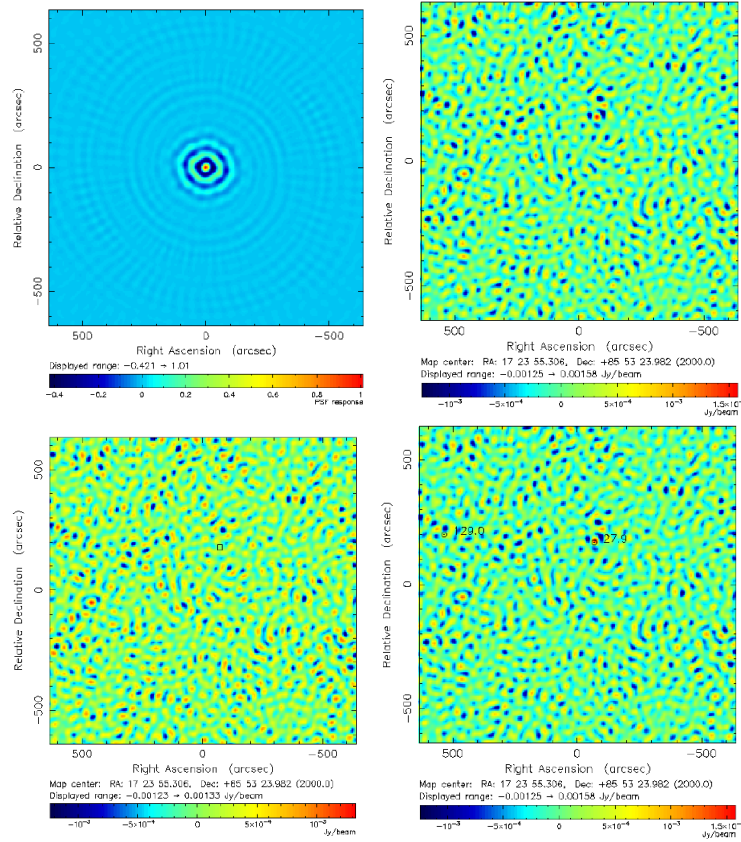 500
0
−500
Relative Declination (arcsec)
500 0 −500
Right Ascension (arcsec)
Displayed range: −0.421 → 1.01
−0.4 −0.2 0 0.2 0.4 0.6 0.8 1
PSF response
500
0
−500
Relative Declination (arcsec)
500 0 −500
Right Ascension (arcsec)
Map center: RA: 17 23 55.306, Dec: +85 53 23.982 (2000.0)
Displayed range: −0.00125 → 0.00158 Jy/beam
−10⁻³ −5×10⁻⁴ 0 5×10⁻⁴ 10⁻³
Jy/beam
500
0
−500
Relative Declination (arcsec)
500 0 −500
Right Ascension (arcsec)
Map center: RA: 17 23 55.306, Dec: +65 53 23.982 (2000.0)
Displayed range: −0.00123 → 0.00133 Jy/beam
−10⁻³ −5×10⁻⁴ 0 5×10⁻⁴ 10⁻³
Jy/beam
129.0
27.9
500
0
−500
Relative Declination (arcsec)
500 0 −500
Right Ascension (arcsec)
Map center: RA: 17 23 55.306, Dec: +85 53 23.982 (2000.0)
Displayed range: −0.00125 → 0.00158 Jy/beam
−10⁻³ −5×10⁻⁴ 0 5×10⁻⁴ 10⁻³
Jy/beam